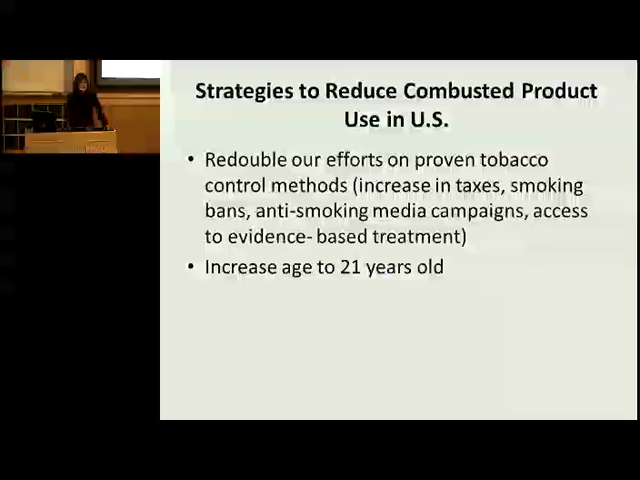 Strategies to Reduce Combusted Product
Use in U.S.
• Redouble our efforts on proven tobacco
control methods (increase in taxes, smoking
bans, anti-smoking media campaigns, access
to evidence- based treatment)
• Increase age to 21 years old